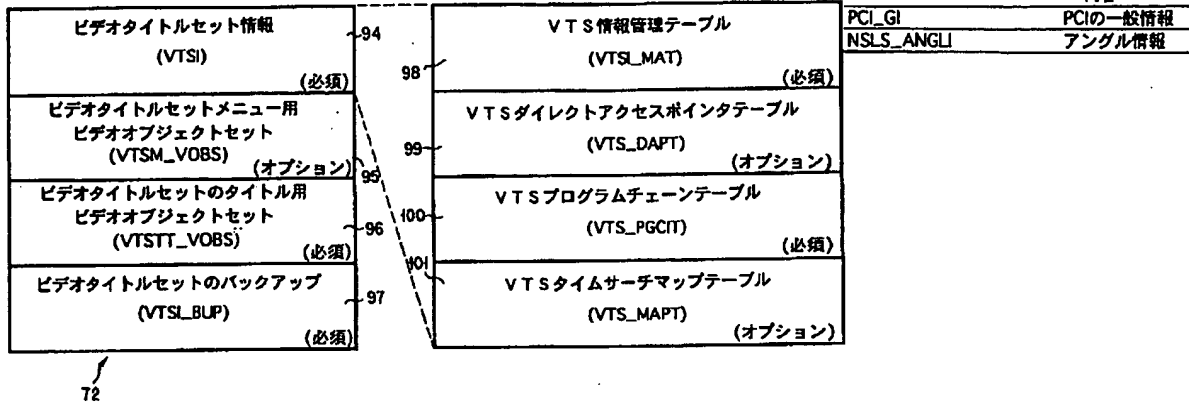 ビデオタイトルセット情報
(VTSI)
(必須)
94
ビデオタイトルセットメニュー用
ビデオオブジェクトセット
(VTSM_VOBS)
(オプション)
95
ビデオタイトルセットのタイトル用
ビデオオブジェクトセット
(VTSTT_VOBS)
(必須)
96
ビデオタイトルセットのバックアップ
(VTSI_BUP)
(必須)
97
72
VTS情報管理テーブル
(VTSI_MAT)
(必須)
98
VTSダイレクトアクセスポインタテーブル
(VTS_DAPT)
(オプション)
99
VTSプログラムチェーンテーブル
(VTS_PGCIT)
(必須)
100
VTSタイムサーチマップテーブル
(VTS_MAPT)
(オプション)
101
PCI_GI PCIの一般情報
NSLS_ANGLI アングル情報